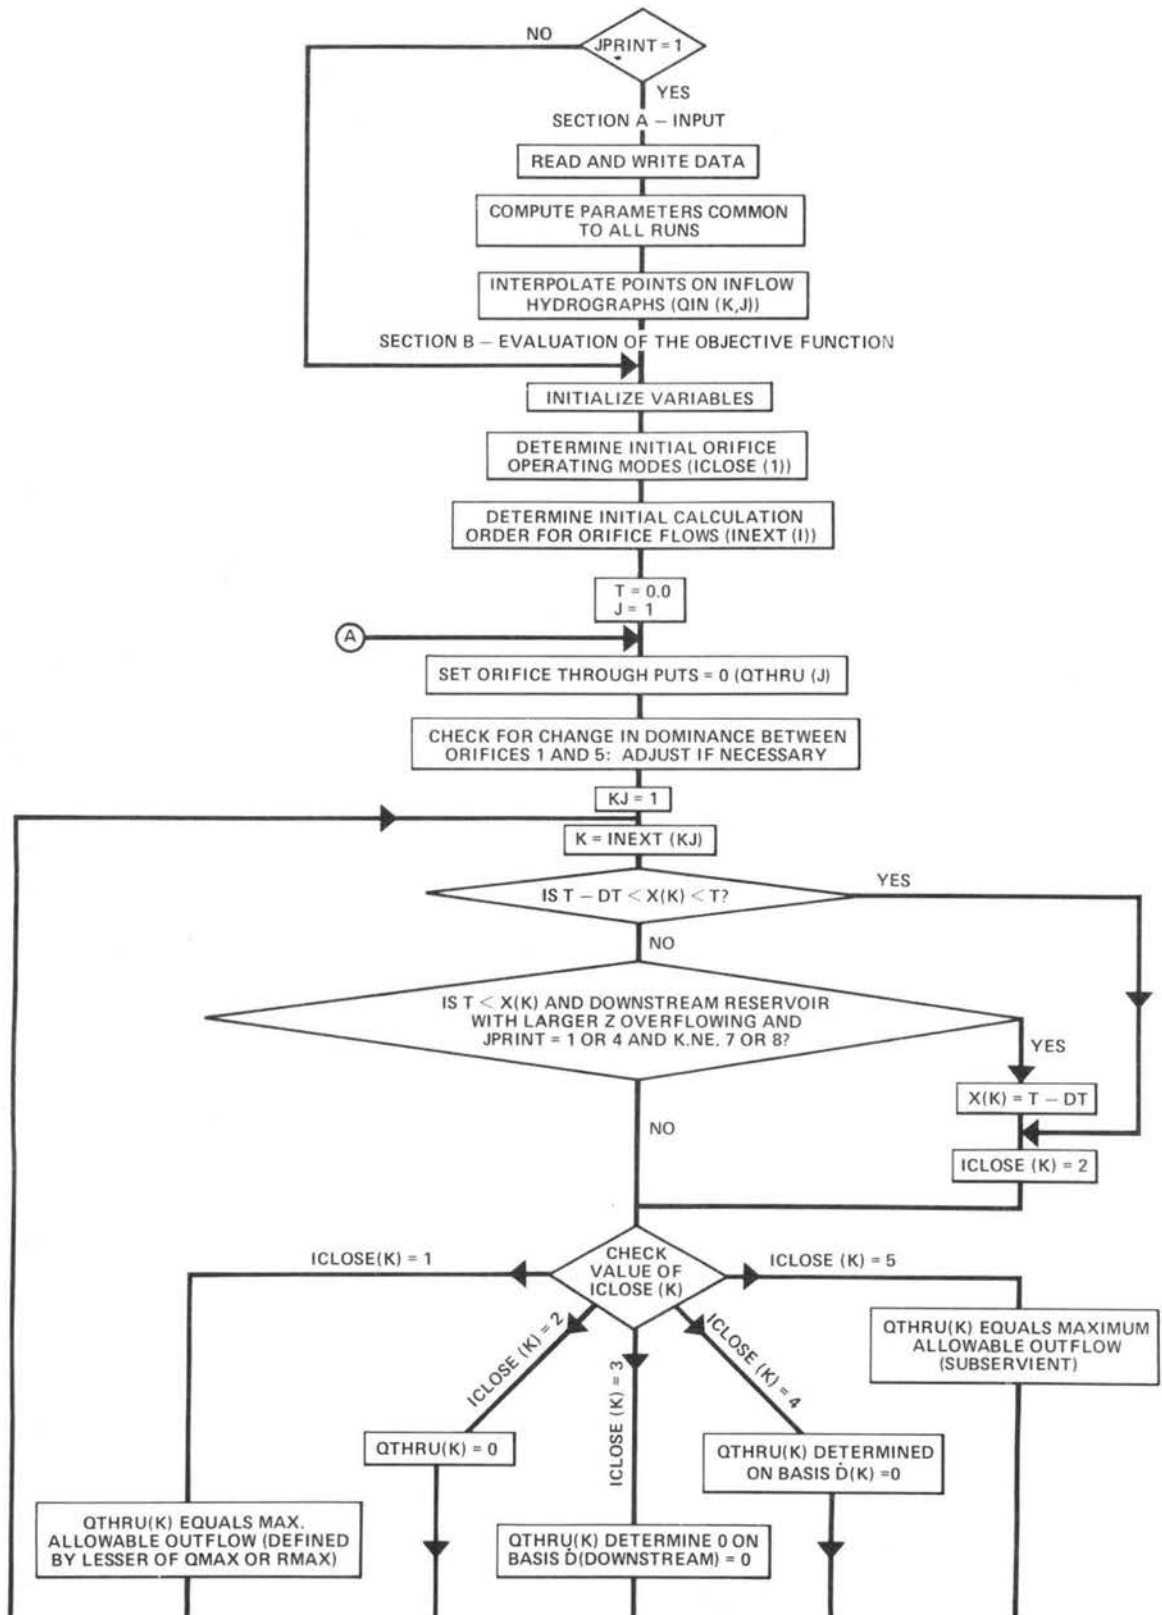 NO
JPRINT = 1
YES
SECTION A – INPUT
READ AND WRITE DATA
COMPUTE PARAMETERS COMMON
TO ALL RUNS
INTERPOLATE POINTS ON INFLOW
HYDROGRAPHS (QIN (K,J))
SECTION B – EVALUATION OF THE OBJECTIVE FUNCTION
INITIALIZE VARIABLES
DETERMINE INITIAL ORIFICE
OPERATING MODES (ICLOSE (1))
DETERMINE INITIAL CALCULATION
ORDER FOR ORIFICE FLOWS (INEXT (I))
T = 0.0
J = 1
A
SET ORIFICE THROUGH PUTS = 0 (QTHRU (J)
CHECK FOR CHANGE IN DOMINANCE BETWEEN
ORIFICES 1 AND 5: ADJUST IF NECESSARY
KJ = 1
K = INEXT (KJ)
IS T – DT < X(K) < T?
YES
NO
IS T < X(K) AND DOWNSTREAM RESERVOIR
WITH LARGER Z OVERFLOWING AND
JPRINT = 1 OR 4 AND K.NE. 7 OR 8?
YES
X(K) = T – DT
NO
ICLOSE (K) = 2
ICLOSE(K) = 1
CHECK
VALUE OF
ICLOSE (K)
ICLOSE (K) = 5
ICLOSE (K) = 2
ICLOSE (K) = 3
ICLOSE (K) = 4
QTHRU(K) EQUALS MAXIMUM
ALLOWABLE OUTFLOW
(SUBSERVIENT)
QTHRU(K) = 0
QTHRU(K) DETERMINED
ON BASIS Ḋ(K) =0
QTHRU(K) EQUALS MAX.
ALLOWABLE OUTFLOW (DEFINED
BY LESSER OF QMAX OR RMAX)
QTHRU(K) DETERMINE 0 ON
BASIS Ḋ(DOWNSTREAM) = 0